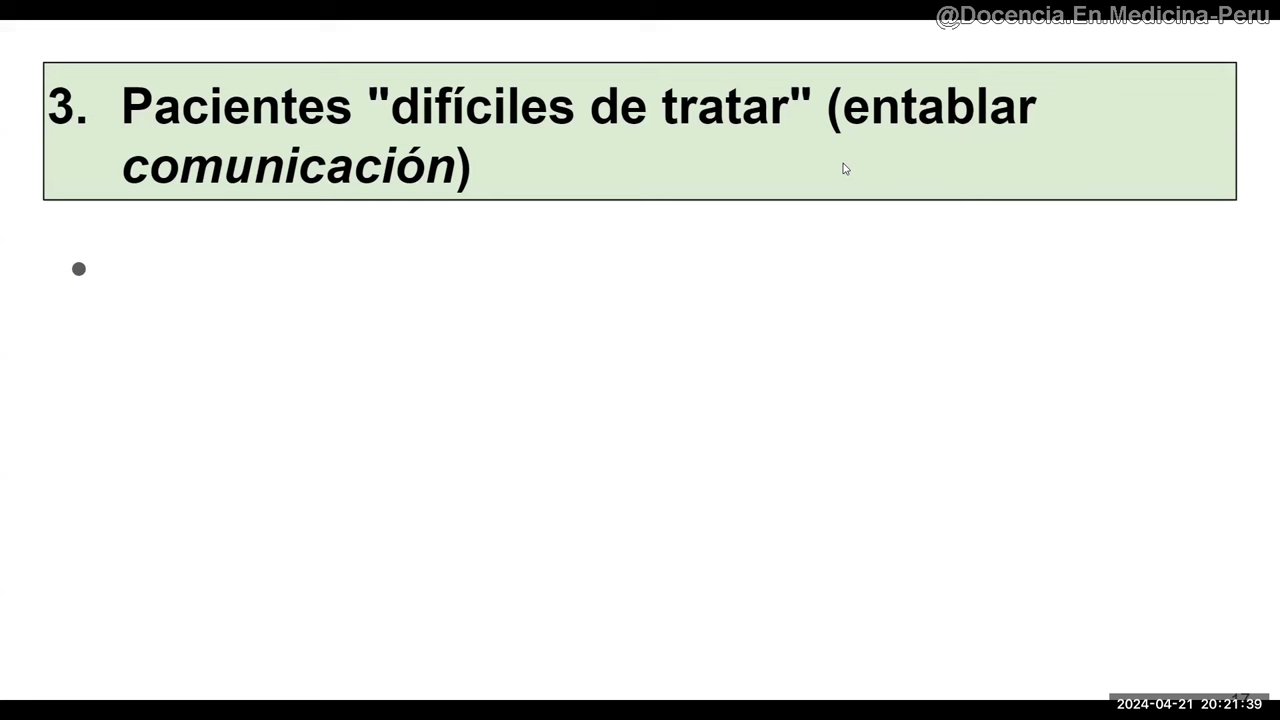 @Docencia.En.Medicina-Peru
3. Pacientes "difíciles de tratar" (entablar
comunicación)
2024-04-21 20:21:39